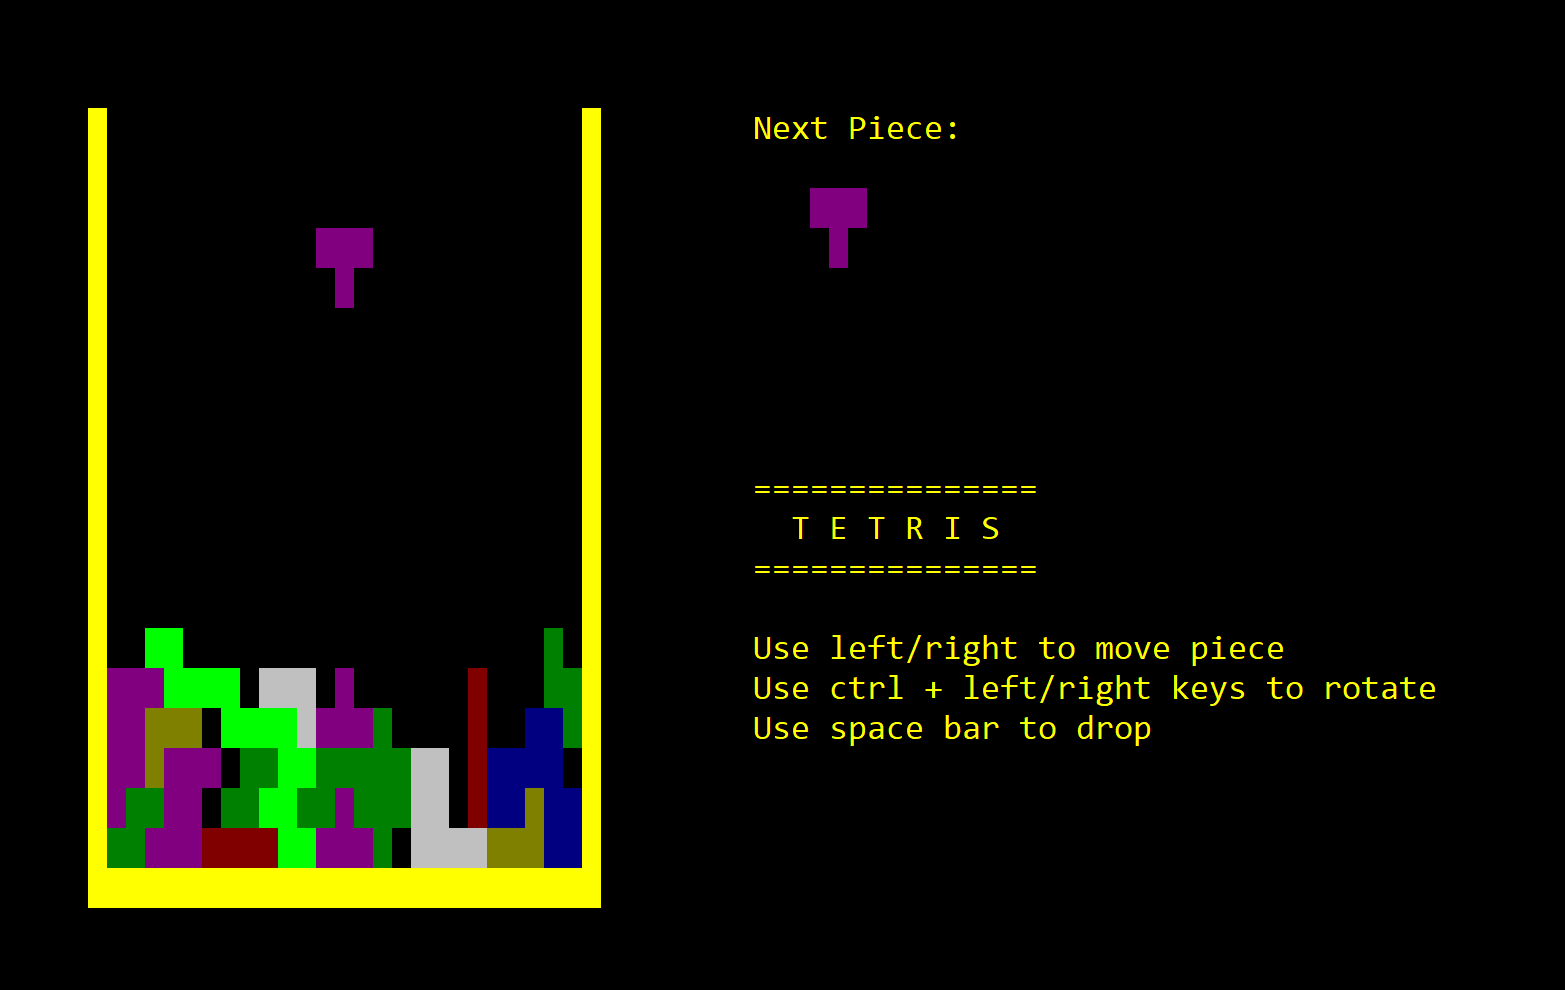 Next Piece:
===============
T E T R I S
===============
Use left/right to move piece
Use ctrl + left/right keys to rotate
Use space bar to drop